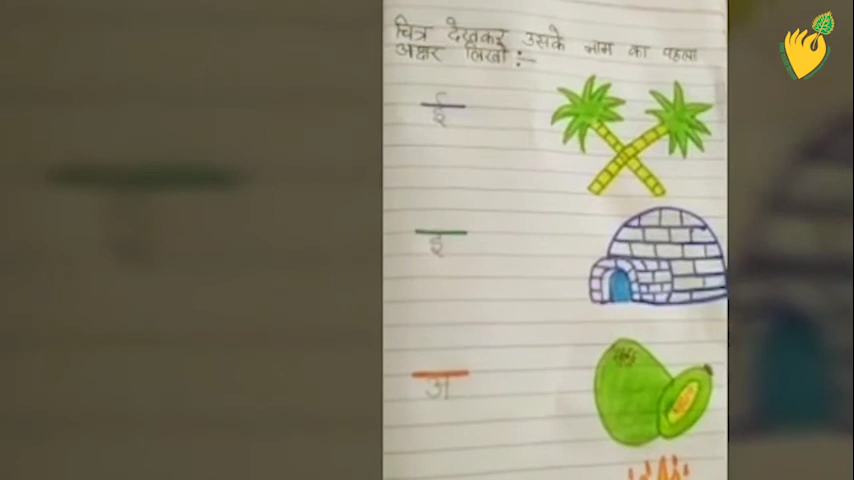 चित्र देखकर उसके नाम का पहला
अक्षर लिखो :-
ई
इ
अ